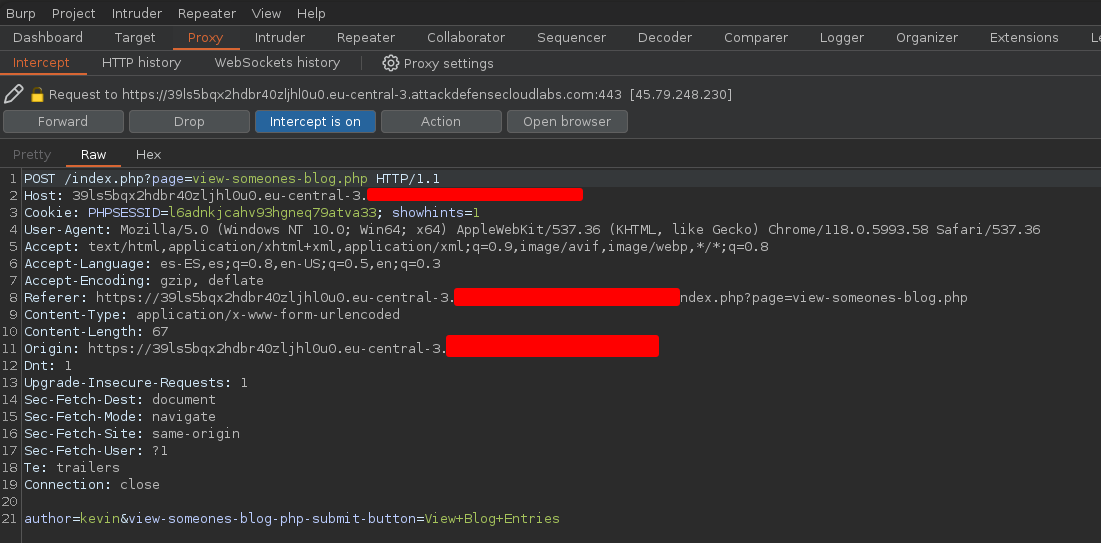 Burp Project Intruder Repeater View Help
Dashboard Target Proxy Intruder Repeater Collaborator Sequencer Decoder Comparer Logger Organizer Extensions Le
Intercept HTTP history WebSockets history Proxy settings
Request to https://39ls5bqx2hdbr40zljhl0u0.eu-central-3.attackdefensecloudlabs.com:443 [45.79.248.230]
Forward Drop Intercept is on Action Open browser
Pretty Raw Hex
1 POST /index.php?page=view-someones-blog.php HTTP/1.1
2 Host: 39ls5bqx2hdbr40zljhl0u0.eu-central-3.
3 Cookie: PHPSESSID=l6adnkjcahv93hgneq79atva33; showhints=1
4 User-Agent: Mozilla/5.0 (Windows NT 10.0; Win64; x64) AppleWebKit/537.36 (KHTML, like Gecko) Chrome/118.0.5993.58 Safari/537.36
5 Accept: text/html,application/xhtml+xml,application/xml;q=0.9,image/avif,image/webp,*/*;q=0.8
6 Accept-Language: es-ES,es;q=0.8,en-US;q=0.5,en;q=0.3
7 Accept-Encoding: gzip, deflate
8 Referer: https://39ls5bqx2hdbr40zljhl0u0.eu-central-3. ndex.php?page=view-someones-blog.php
9 Content-Type: application/x-www-form-urlencoded
10 Content-Length: 67
11 Origin: https://39ls5bqx2hdbr40zljhl0u0.eu-central-3.
12 Dnt: 1
13 Upgrade-Insecure-Requests: 1
14 Sec-Fetch-Dest: document
15 Sec-Fetch-Mode: navigate
16 Sec-Fetch-Site: same-origin
17 Sec-Fetch-User: ?1
18 Te: trailers
19 Connection: close
20
21 author=kevin&view-someones-blog-php-submit-button=View+Blog+Entries